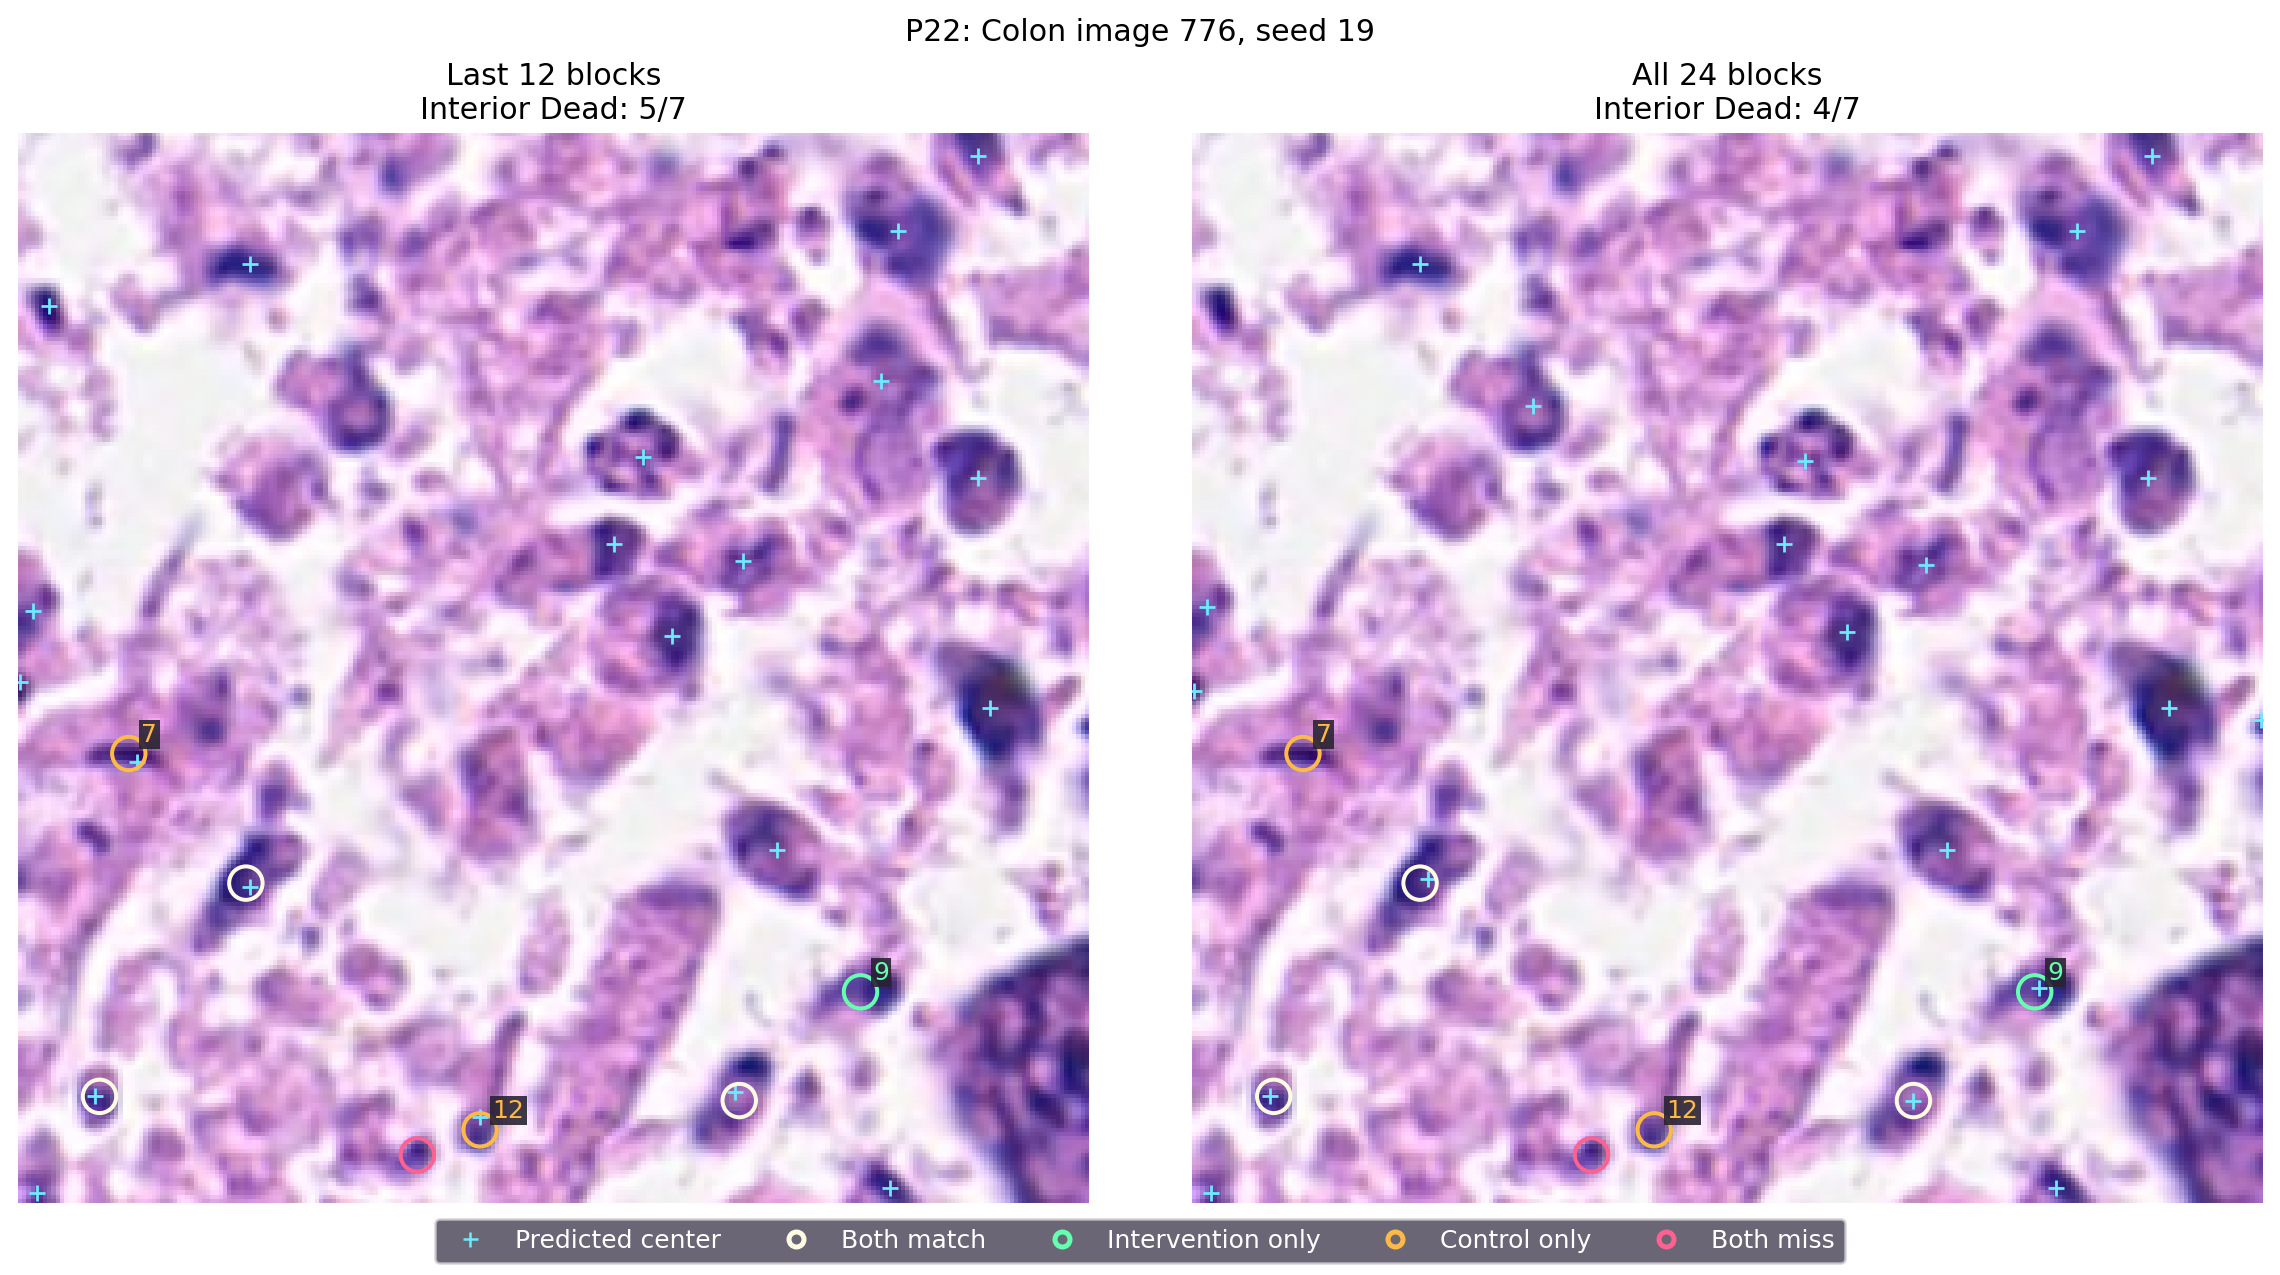 P22: Colon image 776, seed 19
Last 12 blocks
Interior Dead: 5/7
All 24 blocks
Interior Dead: 4/7
7
9
12
7
9
12
Predicted center
Both match
Intervention only
Control only
Both miss